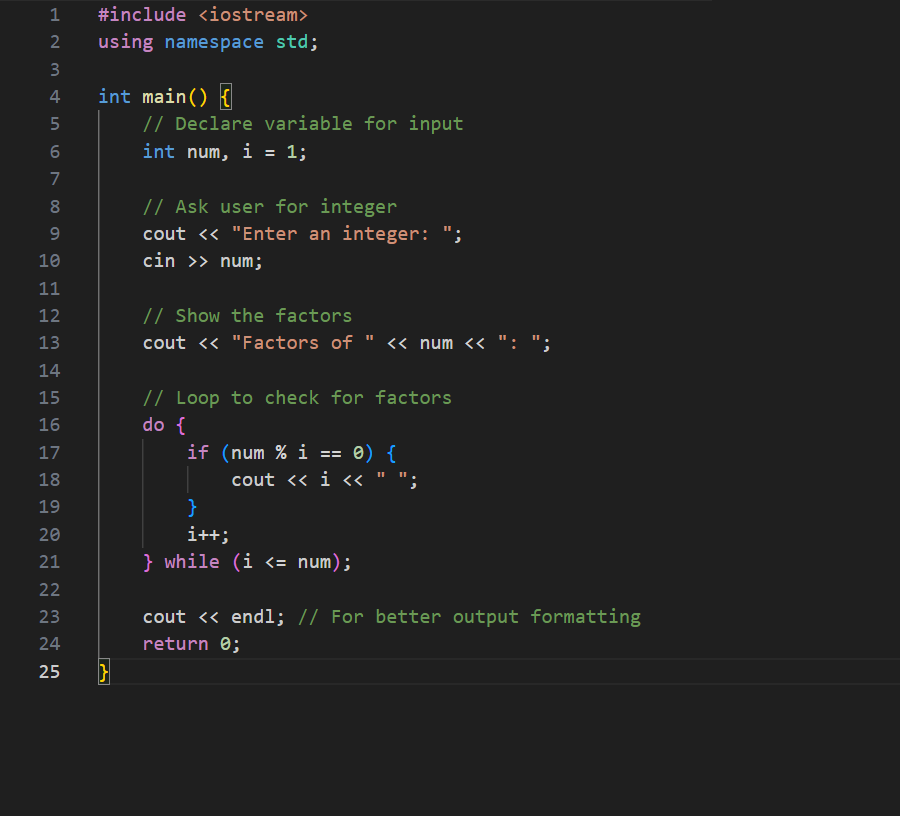 1 #include <iostream>
2 using namespace std;
3
4 int main() {
5     // Declare variable for input
6     int num, i = 1;
7
8     // Ask user for integer
9     cout << "Enter an integer: ";
10     cin >> num;
11
12     // Show the factors
13     cout << "Factors of " << num << ": ";
14
15     // Loop to check for factors
16     do {
17         if (num % i == 0) {
18             cout << i << " ";
19         }
20         i++;
21     } while (i <= num);
22
23     cout << endl; // For better output formatting
24     return 0;
25 }